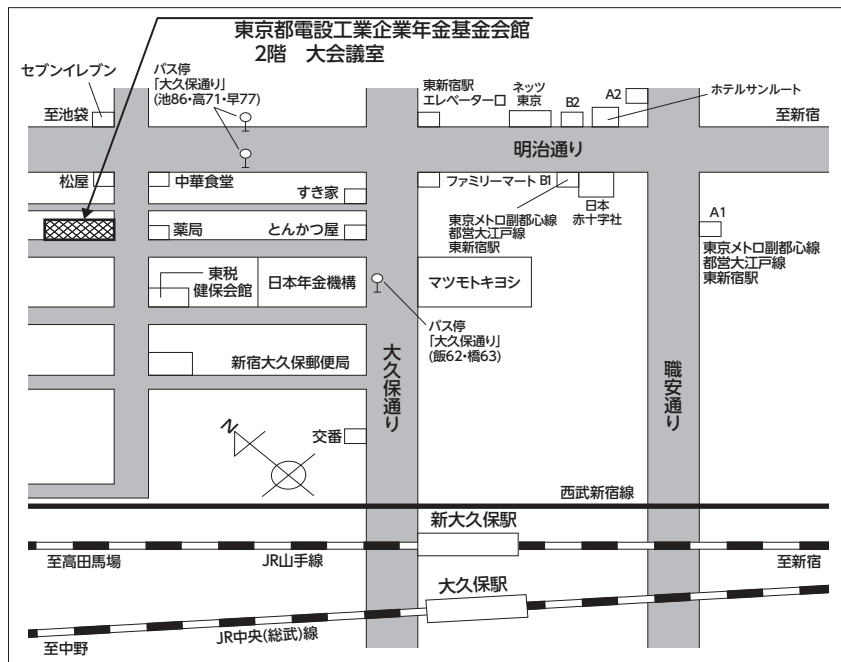 東京都電設工業企業年金基金会館
2階　大会議室
セブンイレブン
バス停
「大久保通り」
(池86・高71・早77)
東新宿駅
エレベーター口
ネッツ
東京
B2
A2
ホテルサンルート
至池袋
至新宿
明治通り
松屋
中華食堂
すき家
ファミリーマート
B1
日本
赤十字社
薬局
とんかつ屋
東京メトロ副都心線
都営大江戸線
東新宿駅
A1
東京メトロ副都心線
都営大江戸線
東新宿駅
東税
健保会館
日本年金機構
マツモトキヨシ
バス停
「大久保通り」
(飯62・橋63)
新宿大久保郵便局
大久保通り
職安通り
N
交番
西武新宿線
新大久保駅
至高田馬場
JR山手線
至新宿
大久保駅
JR中央(総武)線
至中野